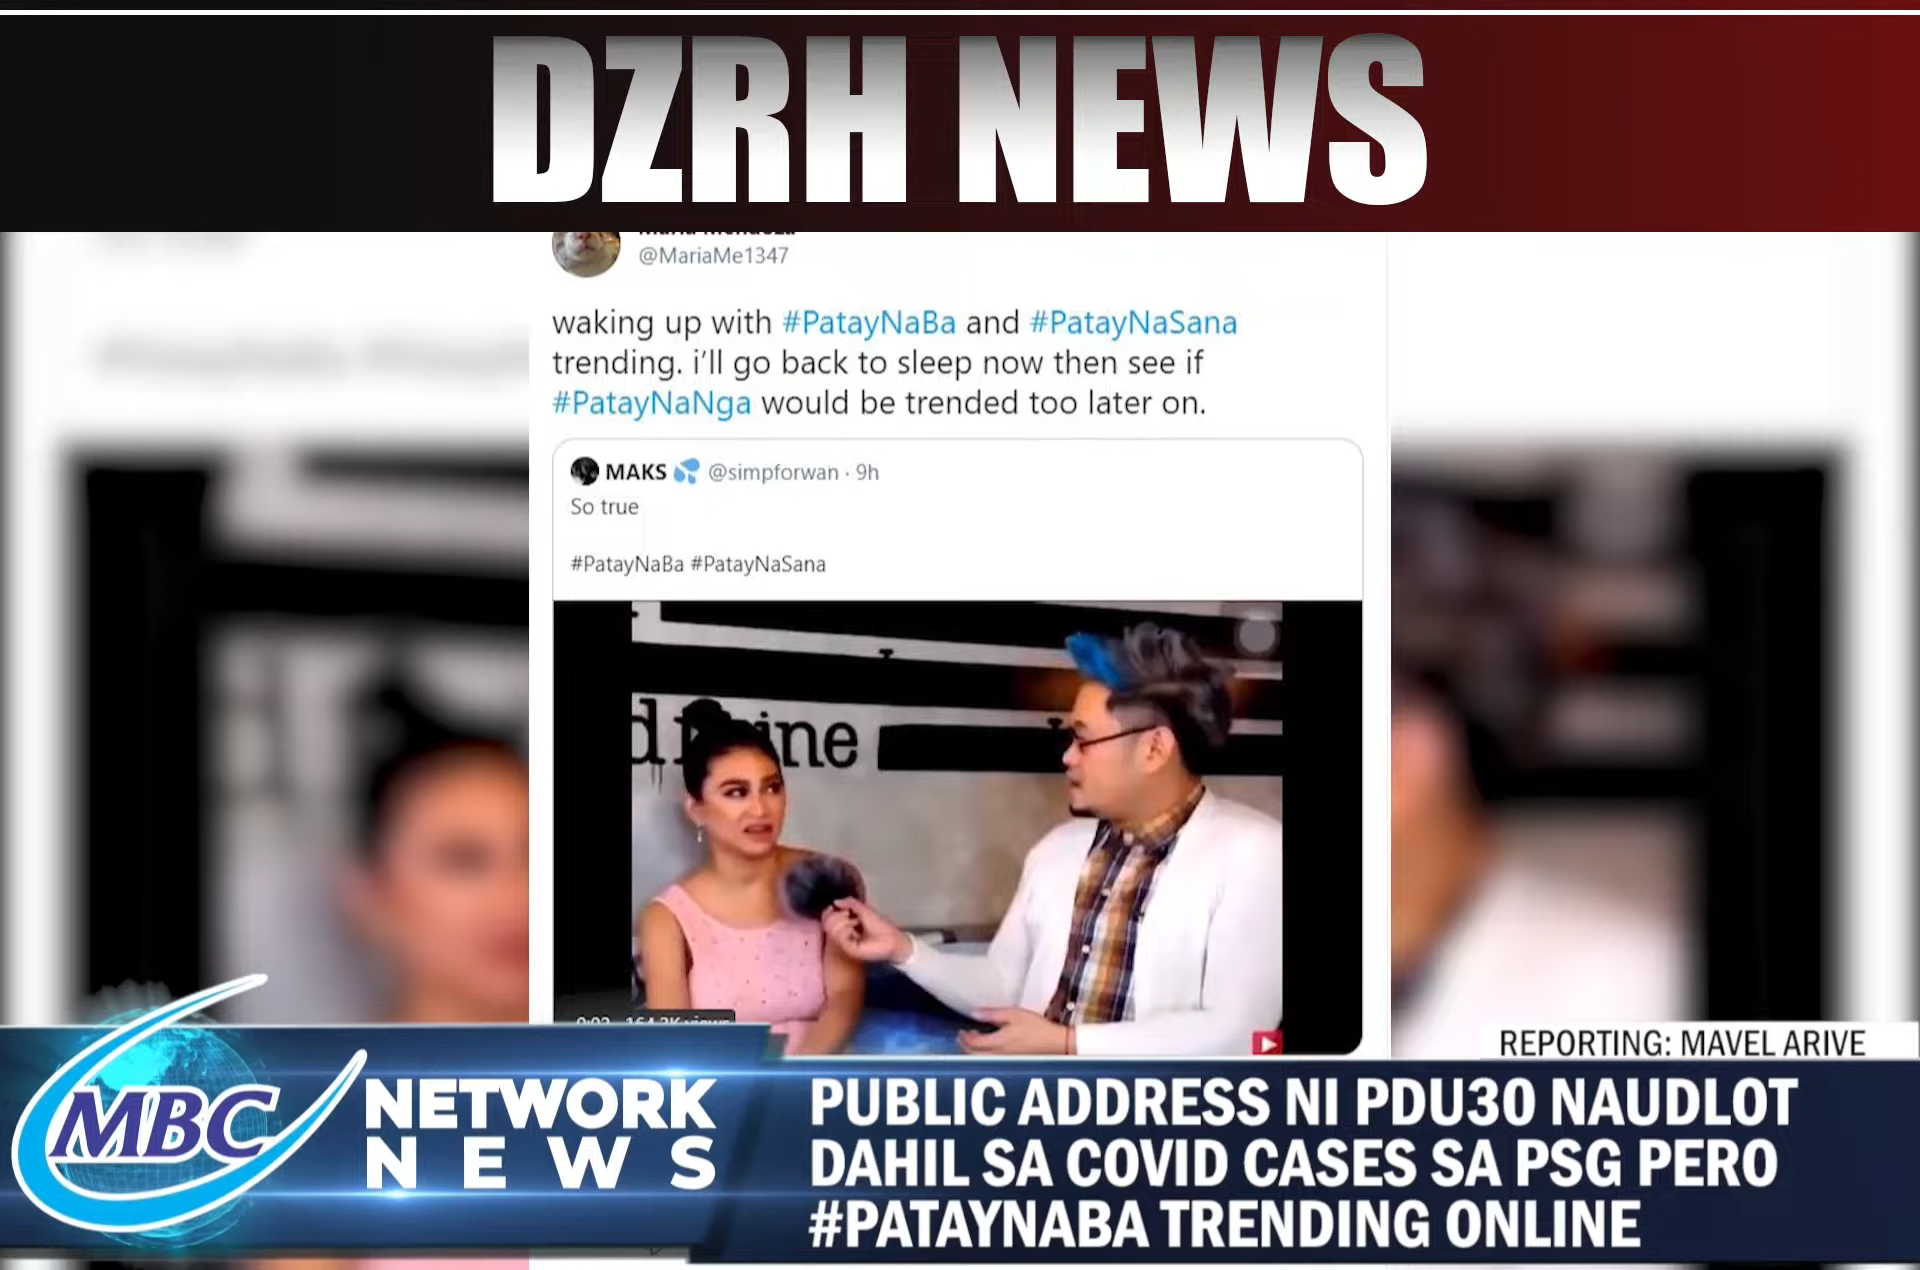 DZRH NEWS
@MariaMe1347
waking up with #PatayNaBa and #PatayNaSana
trending. i'll go back to sleep now then see if
#PatayNaNga would be trended too later on.
MAKS 💦 @simpforwan · 9h
So true
#PatayNaBa #PatayNaSana
REPORTING: MAVEL ARIVE
MBC
NETWORK
NEWS
PUBLIC ADDRESS NI PDU30 NAUDLOT
DAHIL SA COVID CASES SA PSG PERO
#PATAYNABA TRENDING ONLINE